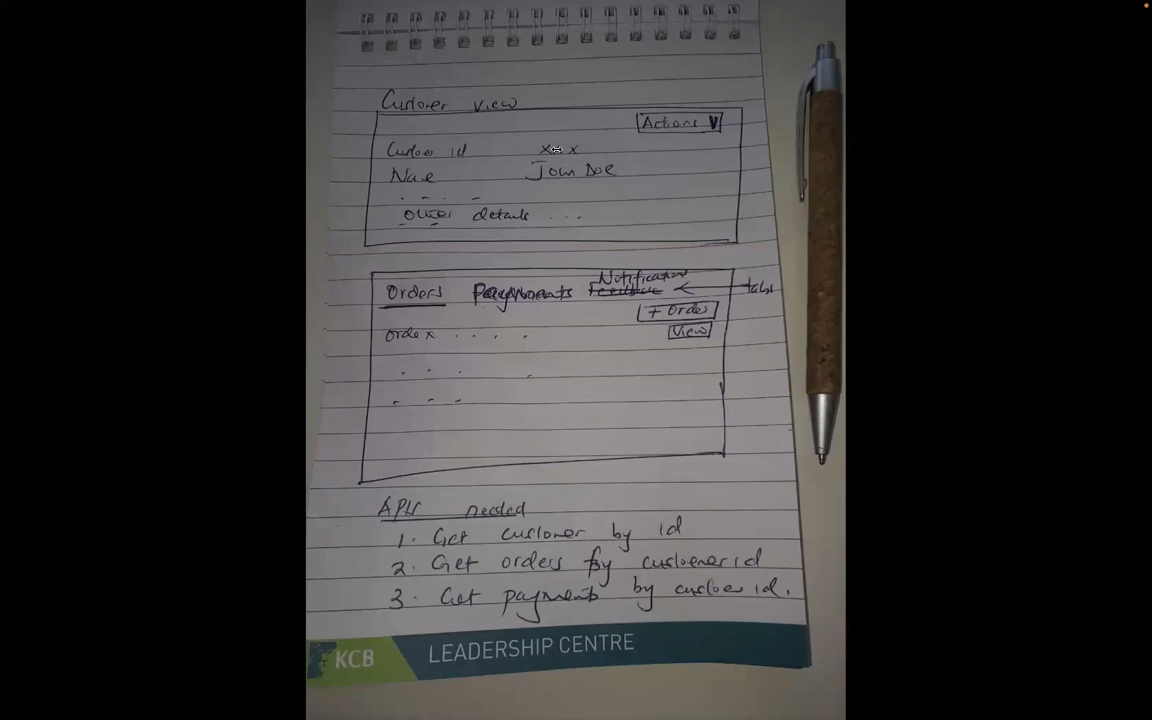 Customer view
Actions V
Customer id x x x
Name John Doe
other details ...
Orders Payments Notification
tabs
+ Order
order . . . . View
APIs needed
1. Get customer by id
2. Get orders by customer id
3. Get payments by customer id.
KCB LEADERSHIP CENTRE